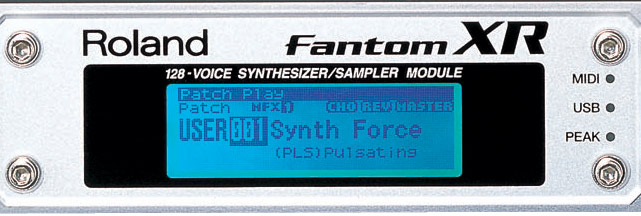 Roland Fantom XR
128-VOICE SYNTHESIZER/SAMPLER MODULE
MIDI
USB
PEAK
Patch Play
Patch MFX CHO REV MASTER
USER 001 Synth Force
(PLS)Pulsating